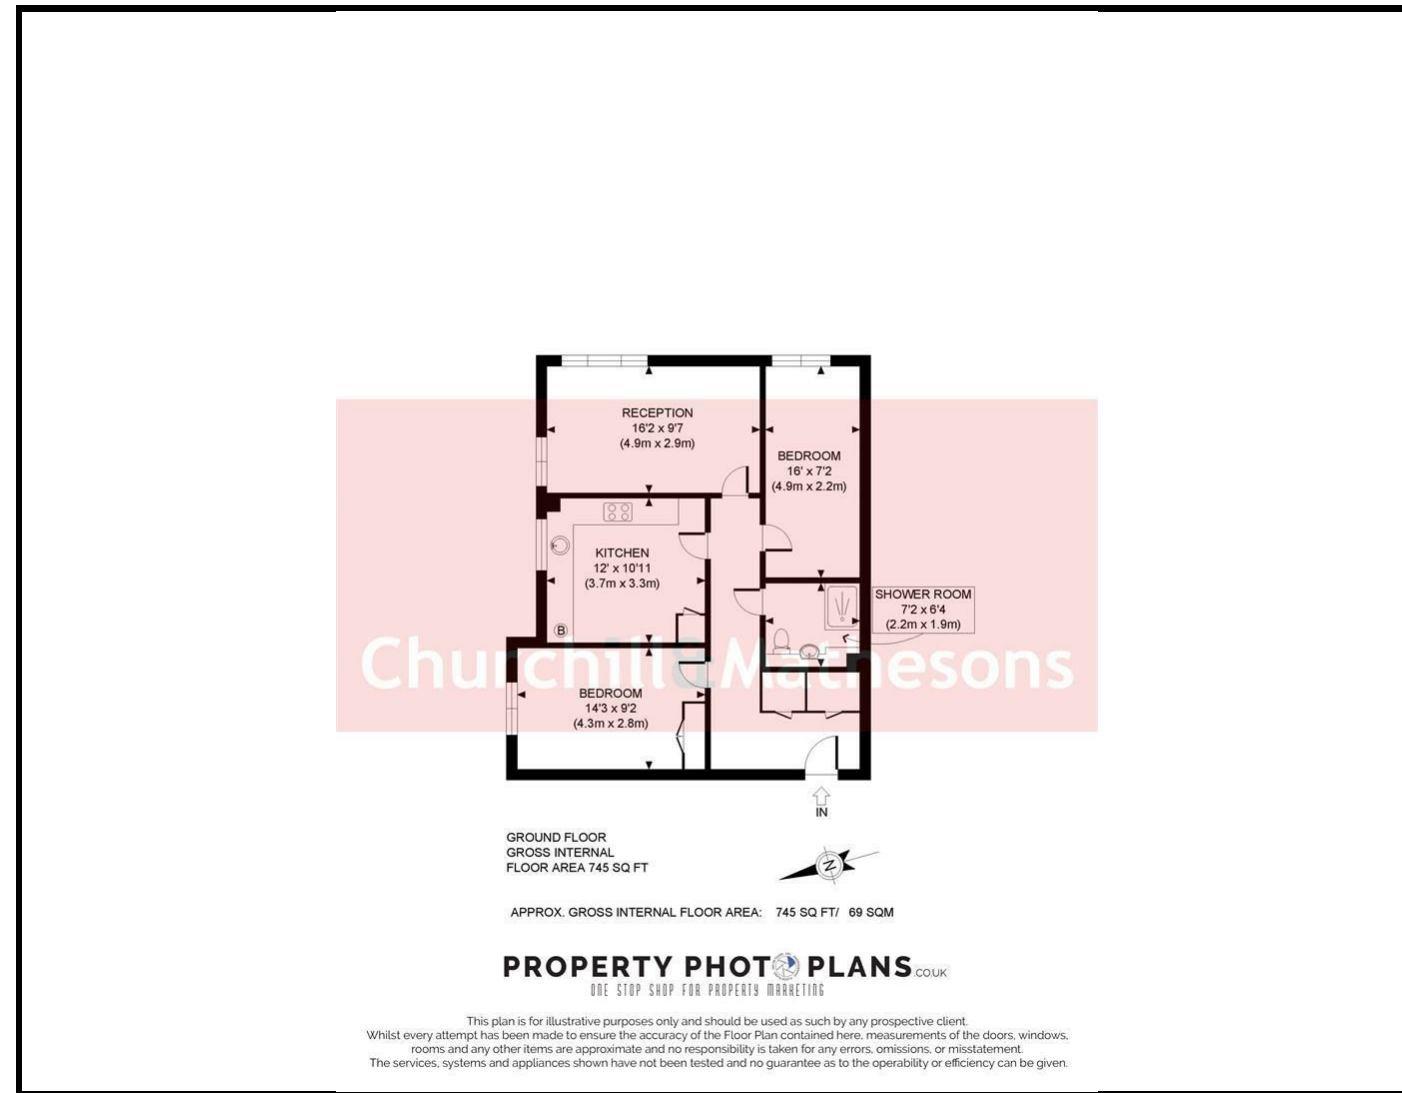 RECEPTION
16'2 x 9'7
(4.9m x 2.9m)
BEDROOM
16' x 7'2
(4.9m x 2.2m)
KITCHEN
12' x 10'11
(3.7m x 3.3m)
SHOWER ROOM
7'2 x 6'4
(2.2m x 1.9m)
B
Churchill&Mathesons
BEDROOM
14'3 x 9'2
(4.3m x 2.8m)
IN
GROUND FLOOR
GROSS INTERNAL
FLOOR AREA 745 SQ FT
N
APPROX. GROSS INTERNAL FLOOR AREA: 745 SQ FT/ 69 SQM
PROPERTY PHOTO PLANS.CO.UK
ONE STOP SHOP FOR PROPERTY MARKETING
This plan is for illustrative purposes only and should be used as such by any prospective client.
Whilst every attempt has been made to ensure the accuracy of the Floor Plan contained here, measurements of the doors, windows,
rooms and any other items are approximate and no responsibility is taken for any errors, omissions, or misstatement.
The services, systems and appliances shown have not been tested and no guarantee as to the operability or efficiency can be given.